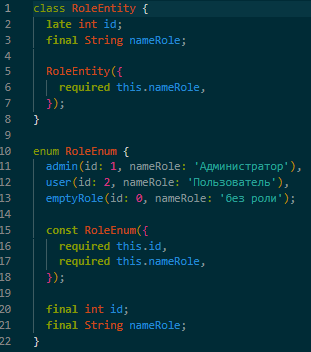 1 class RoleEntity {
2   late int id;
3   final String nameRole;
4
5   RoleEntity({
6     required this.nameRole,
7   });
8 }
9
10 enum RoleEnum {
11   admin(id: 1, nameRole: 'Администратор'),
12   user(id: 2, nameRole: 'Пользователь'),
13   emptyRole(id: 0, nameRole: 'без роли');
14
15   const RoleEnum({
16     required this.id,
17     required this.nameRole,
18   });
19
20   final int id;
21   final String nameRole;
22 }